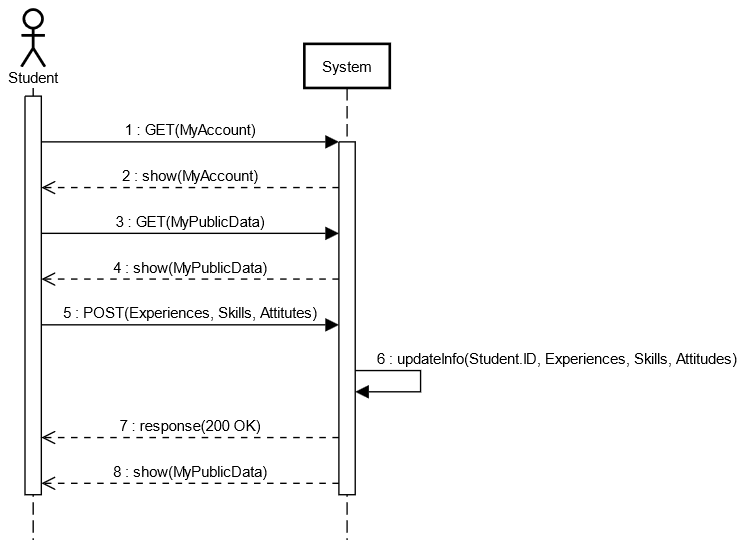 Student
System
1 : GET(MyAccount)
2 : show(MyAccount)
3 : GET(MyPublicData)
4 : show(MyPublicData)
5 : POST(Experiences, Skills, Attitutes)
6 : updateInfo(Student.ID, Experiences, Skills, Attitudes)
7 : response(200 OK)
8 : show(MyPublicData)